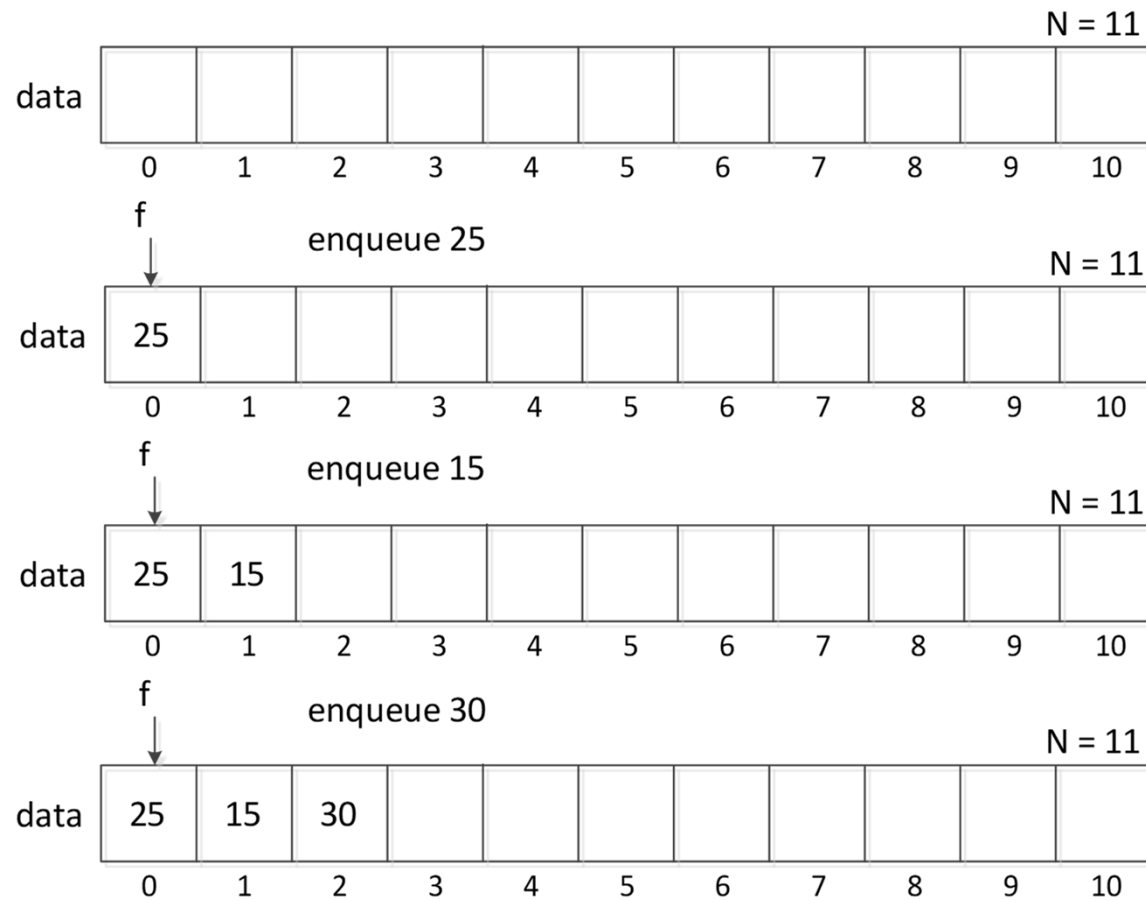 N = 11
data
0 1 2 3 4 5 6 7 8 9 10
f
enqueue 25
N = 11
data 25
0 1 2 3 4 5 6 7 8 9 10
f
enqueue 15
N = 11
data 25 15
0 1 2 3 4 5 6 7 8 9 10
f
enqueue 30
N = 11
data 25 15 30
0 1 2 3 4 5 6 7 8 9 10